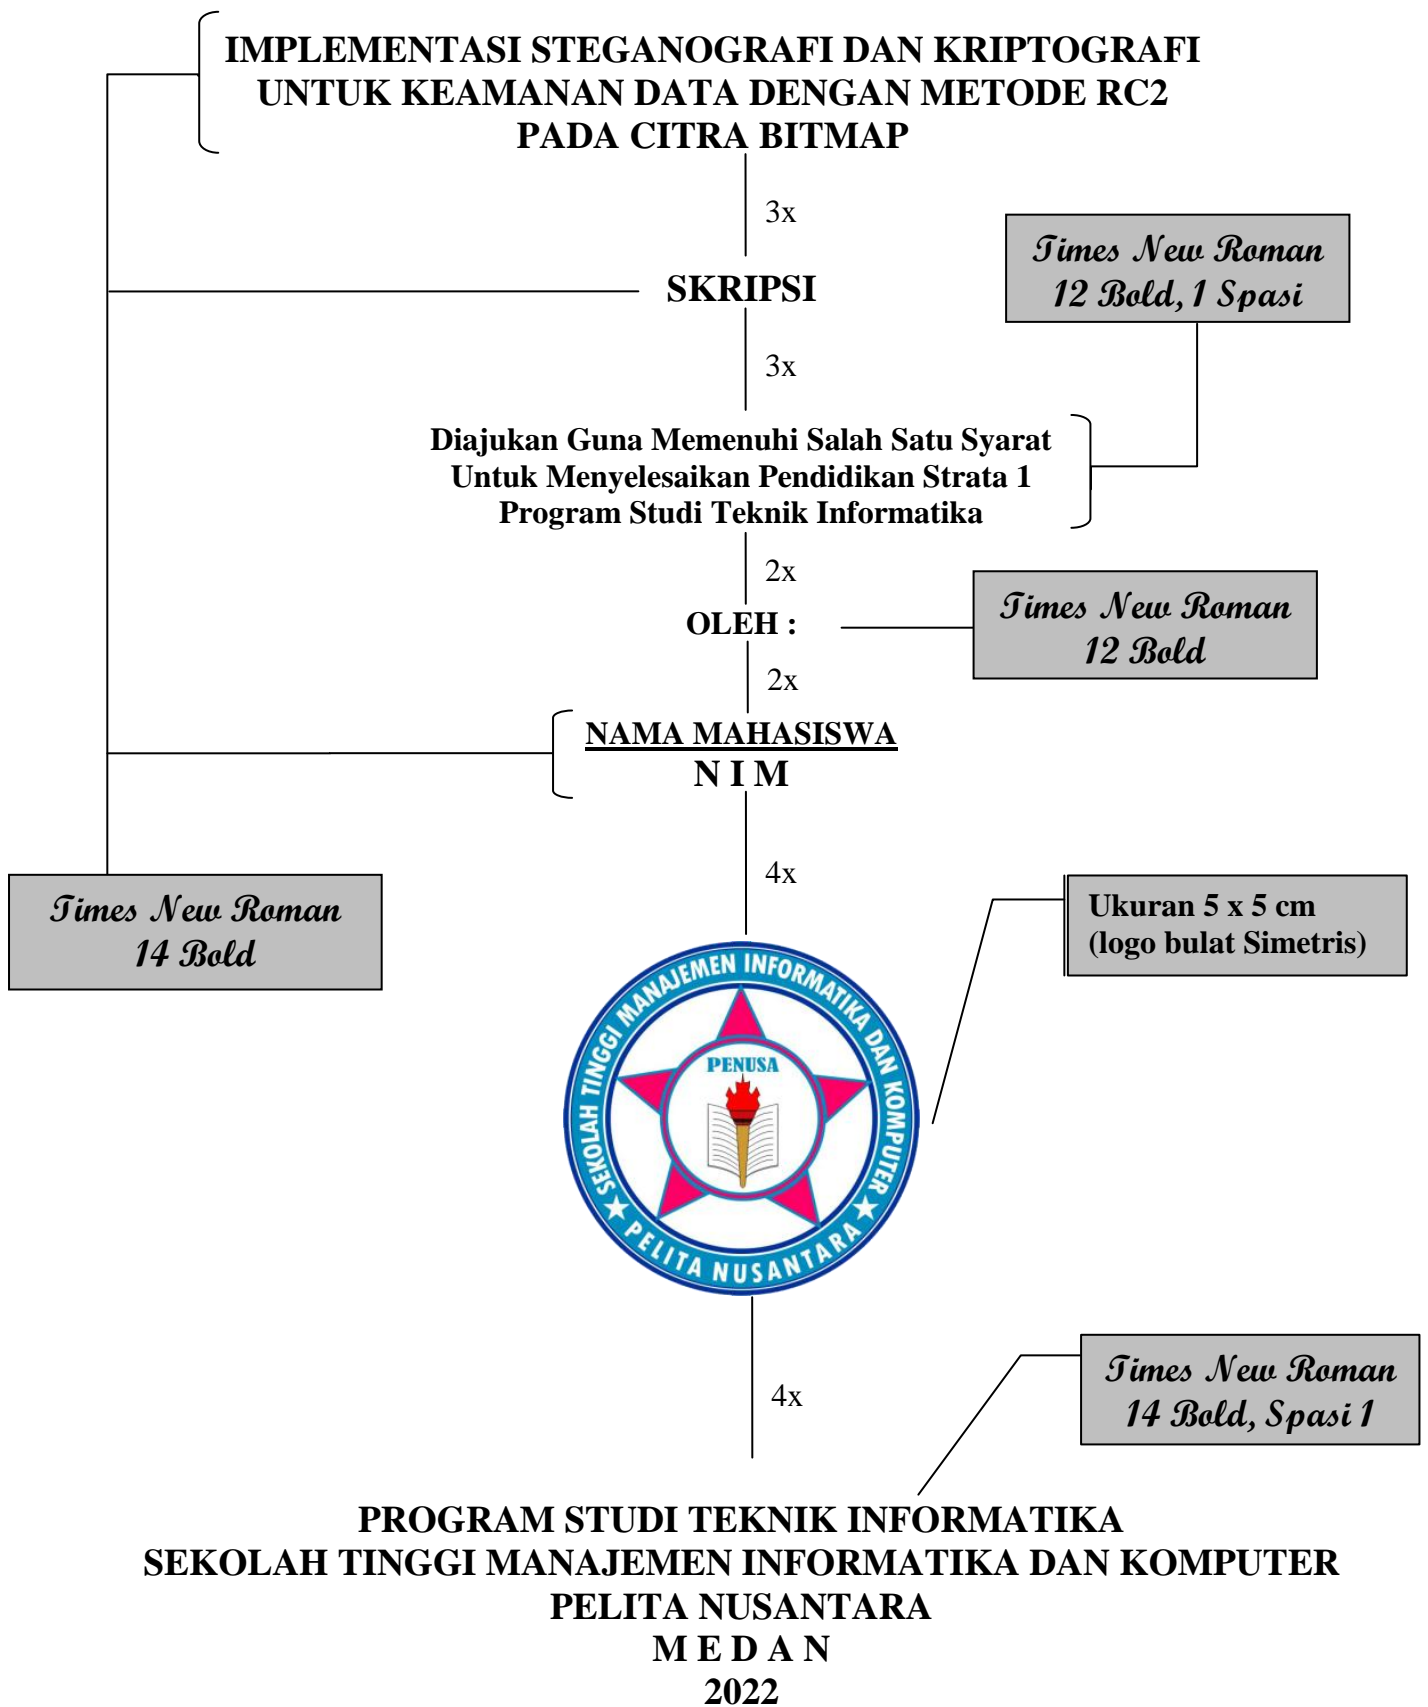 IMPLEMENTASI STEGANOGRAFI DAN KRIPTOGRAFI
UNTUK KEAMANAN DATA DENGAN METODE RC2
PADA CITRA BITMAP
3x
Times New Roman
12 Bold, 1 Spasi
SKRIPSI
3x
Diajukan Guna Memenuhi Salah Satu Syarat
Untuk Menyelesaikan Pendidikan Strata 1
Program Studi Teknik Informatika
2x
OLEH :
Times New Roman
12 Bold
2x
NAMA MAHASISWA
N I M
4x
Times New Roman
14 Bold
Ukuran 5 x 5 cm
(logo bulat Simetris)
SEKOLAH TINGGI MANAJEMEN INFORMATIKA DAN KOMPUTER
PENUSA
PELITA NUSANTARA
4x
Times New Roman
14 Bold, Spasi 1
PROGRAM STUDI TEKNIK INFORMATIKA
SEKOLAH TINGGI MANAJEMEN INFORMATIKA DAN KOMPUTER
PELITA NUSANTARA
M E D A N
2022